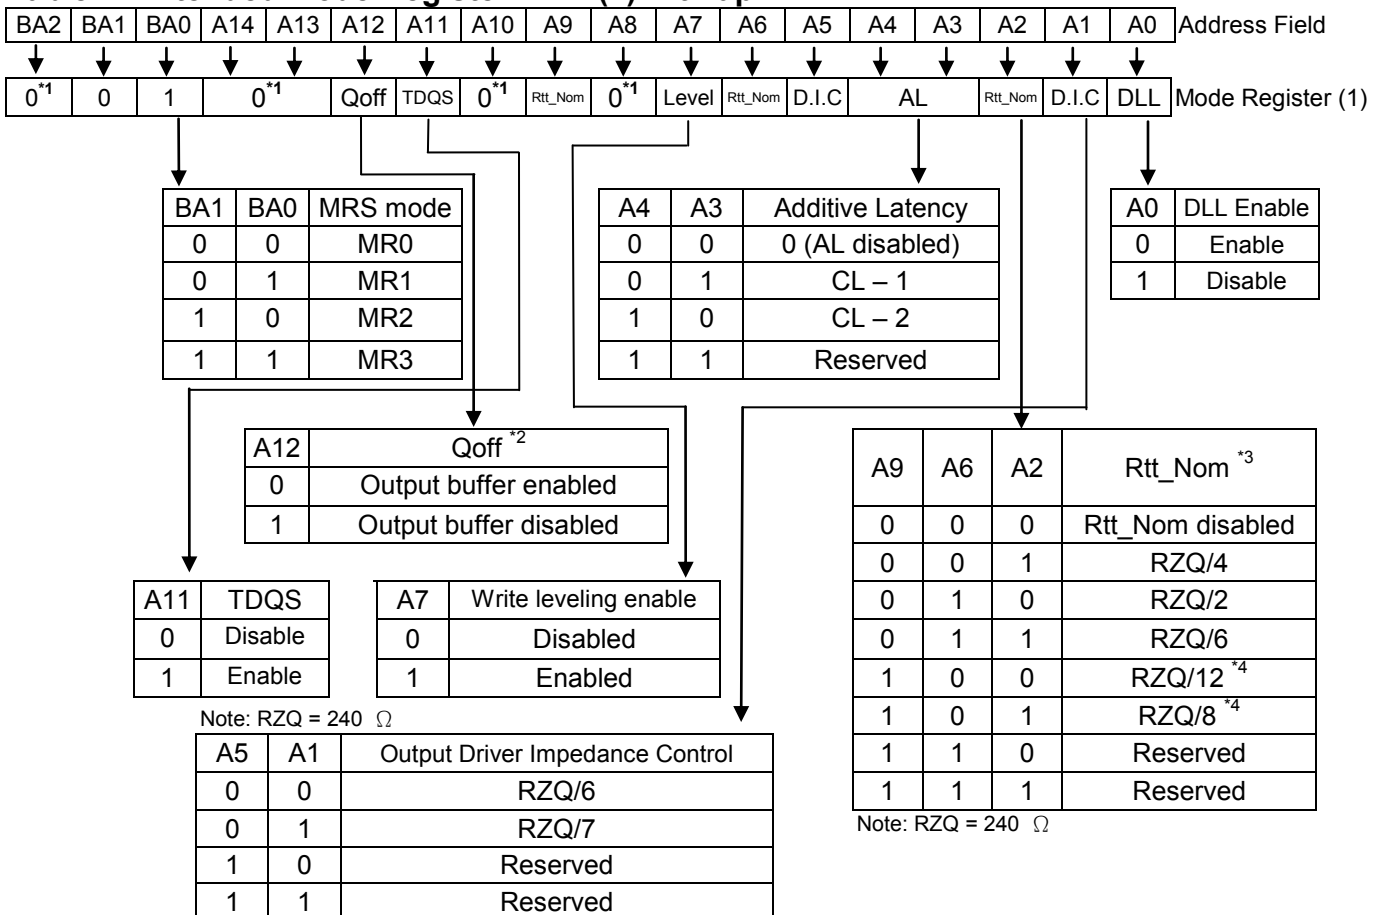 BA2 BA1 BA0 A14 A13 A12 A11 A10 A9 A8 A7 A6 A5 A4 A3 A2 A1 A0 Address Field
0*1 0 1 0*1 Qoff TDQS 0*1 Rtt_Nom 0*1 Level Rtt_Nom D.I.C AL Rtt_Nom D.I.C DLL Mode Register (1)
BA1 BA0 MRS mode
0 0 MR0
0 1 MR1
1 0 MR2
1 1 MR3
A4 A3 Additive Latency
0 0 0 (AL disabled)
0 1 CL – 1
1 0 CL – 2
1 1 Reserved
A0 DLL Enable
0 Enable
1 Disable
A12 Qoff *2
0 Output buffer enabled
1 Output buffer disabled
A9 A6 A2 Rtt_Nom *3
0 0 0 Rtt_Nom disabled
0 0 1 RZQ/4
0 1 0 RZQ/2
0 1 1 RZQ/6
1 0 0 RZQ/12 *4
1 0 1 RZQ/8 *4
1 1 0 Reserved
1 1 1 Reserved
Note: RZQ = 240 Ω
A11 TDQS
0 Disable
1 Enable
A7 Write leveling enable
0 Disabled
1 Enabled
Note: RZQ = 240 Ω
A5 A1 Output Driver Impedance Control
0 0 RZQ/6
0 1 RZQ/7
1 0 Reserved
1 1 Reserved